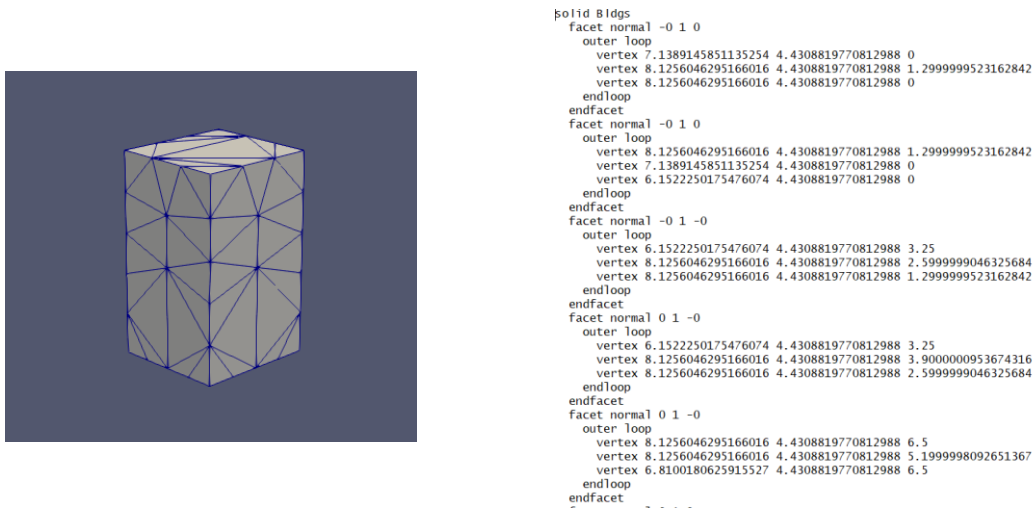 solid Bldgs
facet normal -0 1 0
outer loop
vertex 7.1389145851135254 4.4308819770812988 0
vertex 8.1256046295166016 4.4308819770812988 1.2999999523162842
vertex 8.1256046295166016 4.4308819770812988 0
endloop
endfacet
facet normal -0 1 0
outer loop
vertex 8.1256046295166016 4.4308819770812988 1.2999999523162842
vertex 7.1389145851135254 4.4308819770812988 0
vertex 6.1522250175476074 4.4308819770812988 0
endloop
endfacet
facet normal -0 1 -0
outer loop
vertex 6.1522250175476074 4.4308819770812988 3.25
vertex 8.1256046295166016 4.4308819770812988 2.5999999046325684
vertex 8.1256046295166016 4.4308819770812988 1.2999999523162842
endloop
endfacet
facet normal 0 1 -0
outer loop
vertex 6.1522250175476074 4.4308819770812988 3.25
vertex 8.1256046295166016 4.4308819770812988 3.9000000953674316
vertex 8.1256046295166016 4.4308819770812988 2.5999999046325684
endloop
endfacet
facet normal 0 1 -0
outer loop
vertex 8.1256046295166016 4.4308819770812988 6.5
vertex 8.1256046295166016 4.4308819770812988 5.1999998092651367
vertex 6.8100180625915527 4.4308819770812988 6.5
endloop
endfacet